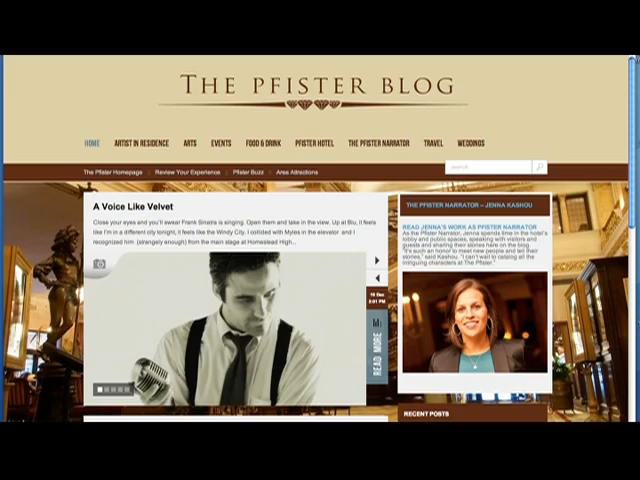 THE PFISTER BLOG
HOME ARTIST IN RESIDENCE ARTS EVENTS FOOD & DRINK PFISTER HOTEL THE PFISTER NARRATOR TRAVEL WEDDINGS
The Pfister Homepage Review Your Experience Pfister Buzz Area Attractions
search
A Voice Like Velvet
Close your eyes and you'll swear Frank Sinatra is singing. Open them and take in the view. Up at Blu, it feels
like I'm in a different city tonight, it feels like the Windy City. I collided with Myles in the elevator and I
recognized him (strangely enough) from the main stage at Homestead High...
2:01 PM
READ MORE
THE PFISTER NARRATOR – JENNA KASHOU
READ JENNA'S WORK AS PFISTER NARRATOR
As the Pfister Narrator, Jenna spends time in the hotel's
lobby and public spaces, speaking with visitors and
guests and sharing their stories here on the blog.
"It's such an honor to meet new people and tell their
stories," said Kashou. "I can't wait to catalog all the
intriguing characters at The Pfister."
RECENT POSTS